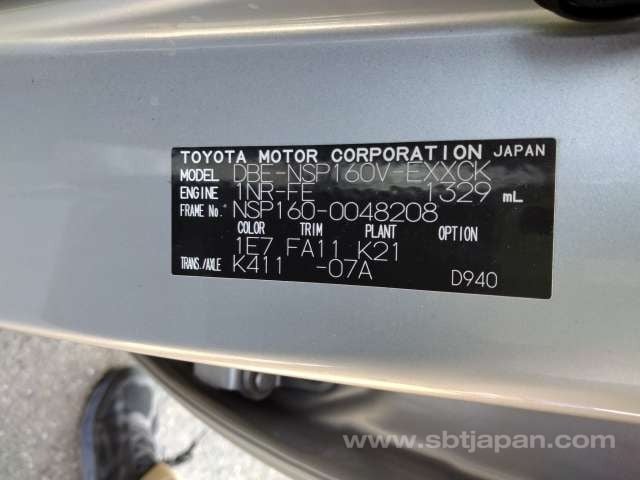 TOYOTA MOTOR CORPORATION JAPAN
MODEL DBE-NSP160V-EXXCK
ENGINE 1NR-FE 1329 mL
FRAME No. NSP160-0048208
COLOR TRIM PLANT OPTION
1E7 FA11 K21
TRANS./AXLE K411 -07A
D940
www.sbtjapan.com